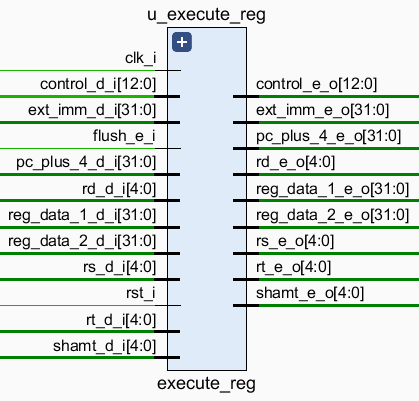 u_execute_reg
clk_i
control_d_i[12:0]
ext_imm_d_i[31:0]
flush_e_i
pc_plus_4_d_i[31:0]
rd_d_i[4:0]
reg_data_1_d_i[31:0]
reg_data_2_d_i[31:0]
rs_d_i[4:0]
rst_i
rt_d_i[4:0]
shamt_d_i[4:0]
control_e_o[12:0]
ext_imm_e_o[31:0]
pc_plus_4_e_o[31:0]
rd_e_o[4:0]
reg_data_1_e_o[31:0]
reg_data_2_e_o[31:0]
rs_e_o[4:0]
rt_e_o[4:0]
shamt_e_o[4:0]
execute_reg